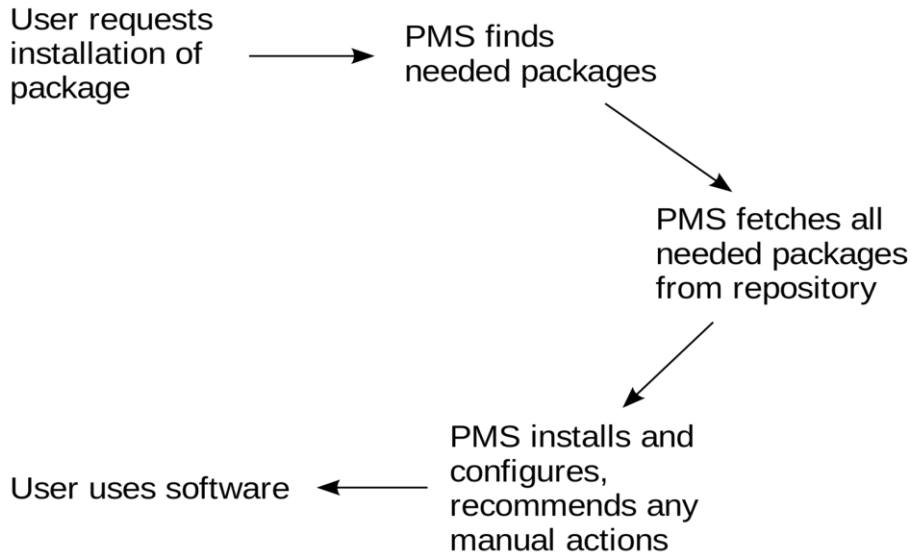 User requests
installation of
package
PMS finds
needed packages
PMS fetches all
needed packages
from repository
PMS installs and
configures,
recommends any
manual actions
User uses software